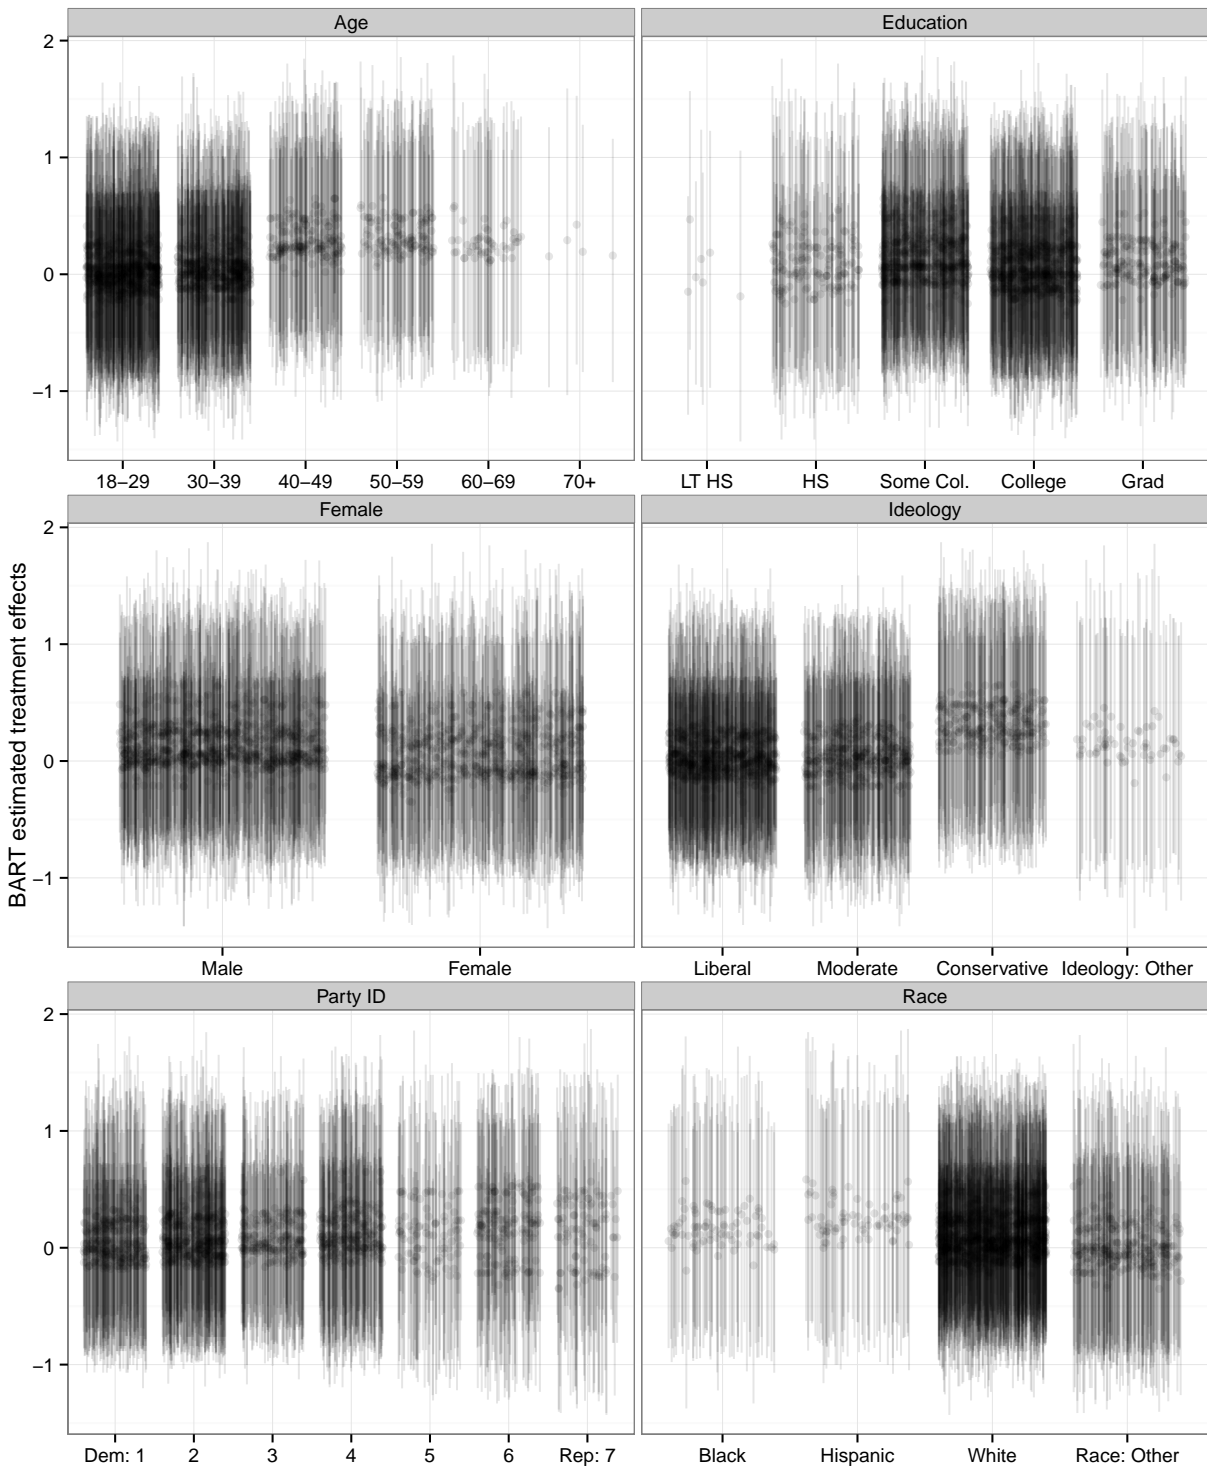 Age Education
2
1
0
−1
18−29 30−39 40−49 50−59 60−69 70+ LT HS HS Some Col. College Grad
Female Ideology
BART estimated treatment effects
2
1
0
−1
Male Female Liberal Moderate Conservative Ideology: Other
Party ID Race
2
1
0
−1
Dem: 1 2 3 4 5 6 Rep: 7 Black Hispanic White Race: Other